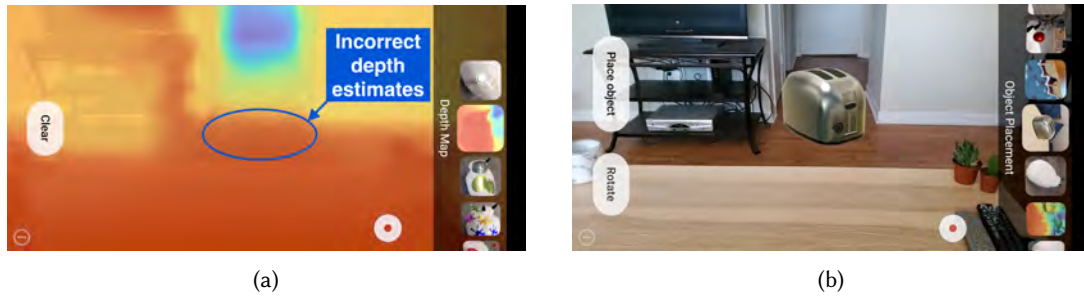 Incorrect
depth
estimates
Clear
Depth Map
(a)
Place object
Rotate
Object Placement
(b)